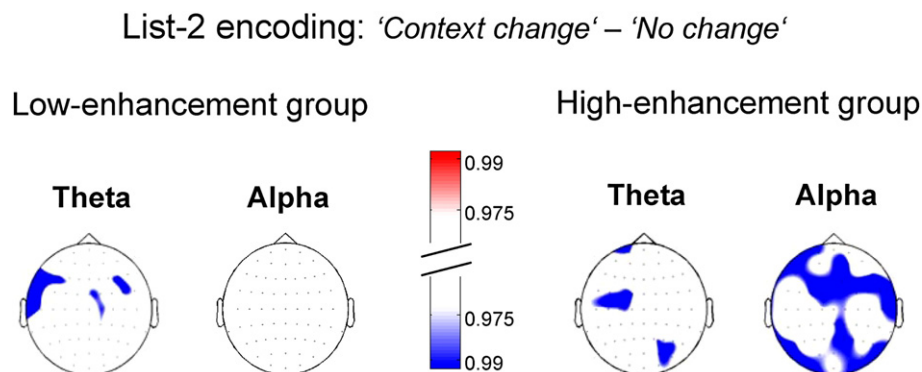 List-2 encoding: ‘Context change‘ – ‘No change‘
Low-enhancement group
High-enhancement group
Theta
Alpha
0.99
0.975
0.975
0.99
Theta
Alpha